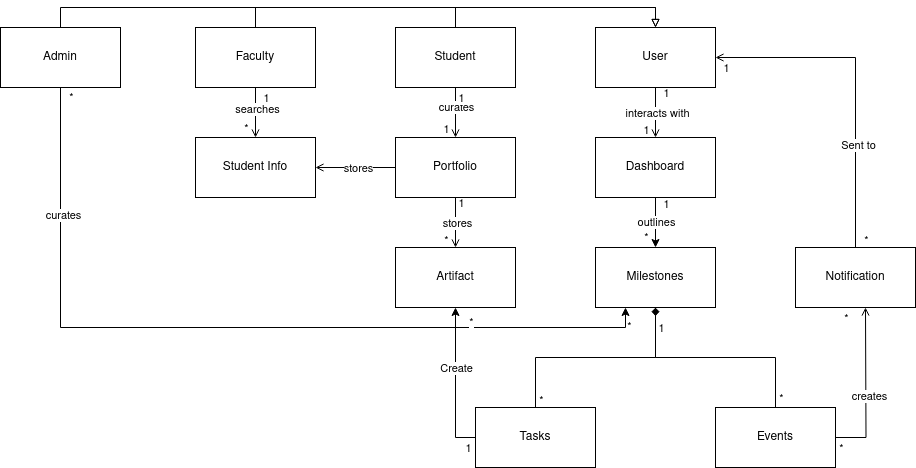 Admin
Faculty
Student
User
*
1
1
1
1
searches
curates
interacts with
*
1
1
Sent to
Student Info
stores
Portfolio
Dashboard
1
1
curates
stores
outlines
*
*
*
Artifact
Milestones
Notification
*
*
1
*
Create
creates
*
*
Tasks
Events
1
*